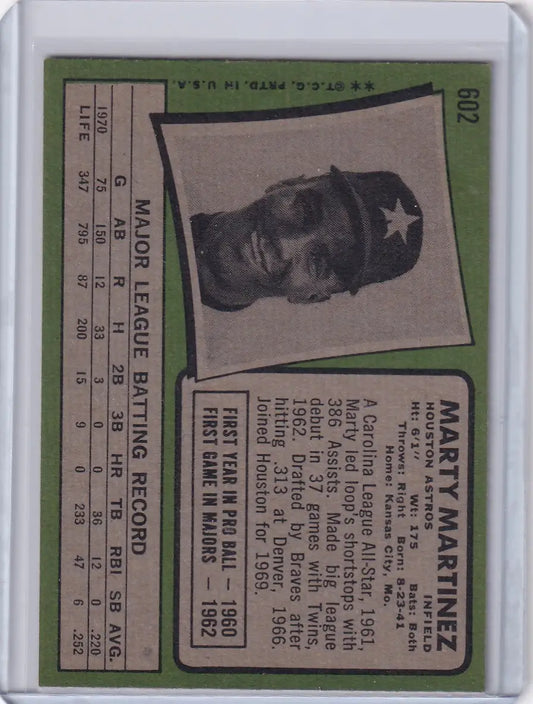 602
MARTY MARTINEZ
HOUSTON ASTROS INFIELD
Ht: 6'1" Wt: 175 Bats: Both
Throws: Right Born: 8-23-41
Home: Kansas City, Mo.
A Carolina League All-Star, 1961,
Marty led loop's shortstops with
386 Assists. Made big league
debut in 37 games with Twins,
1962. Drafted by Braves after
hitting .313 at Denver, 1966.
Joined Houston for 1969.
FIRST YEAR IN PRO BALL — 1960
FIRST GAME IN MAJORS — 1962
MAJOR LEAGUE BATTING RECORD
G AB R H 2B 3B HR TB RBI SB AVG.
1970 75 150 12 33 3 0 0 36 12 0 .220
LIFE 347 795 87 200 15 9 0 233 47 6 .252
**©T.C.G. PRTD. IN U.S.A.